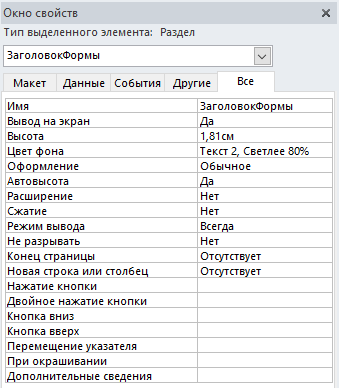 Окно свойств
Тип выделенного элемента: Раздел
ЗаголовокФормы
Макет Данные События Другие Все
Имя ЗаголовокФормы
Вывод на экран Да
Высота 1,81см
Цвет фона Текст 2, Светлее 80%
Оформление Обычное
Автовысота Да
Расширение Нет
Сжатие Нет
Режим вывода Всегда
Не разрывать Нет
Конец страницы Отсутствует
Новая строка или столбец Отсутствует
Нажатие кнопки
Двойное нажатие кнопки
Кнопка вниз
Кнопка вверх
Перемещение указателя
При окрашивании
Дополнительные сведения